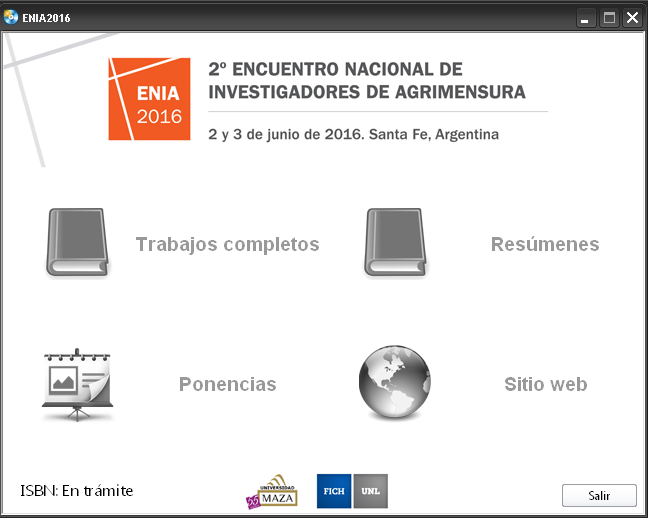 ENIA2016
2º ENCUENTRO NACIONAL DE
INVESTIGADORES DE AGRIMENSURA
ENIA
2016
2 y 3 de junio de 2016. Santa Fe, Argentina
Trabajos completos
Resúmenes
Ponencias
Sitio web
ISBN: En trámite
55
UNIVERSIDAD
MAZA
FICH
UNL
Salir